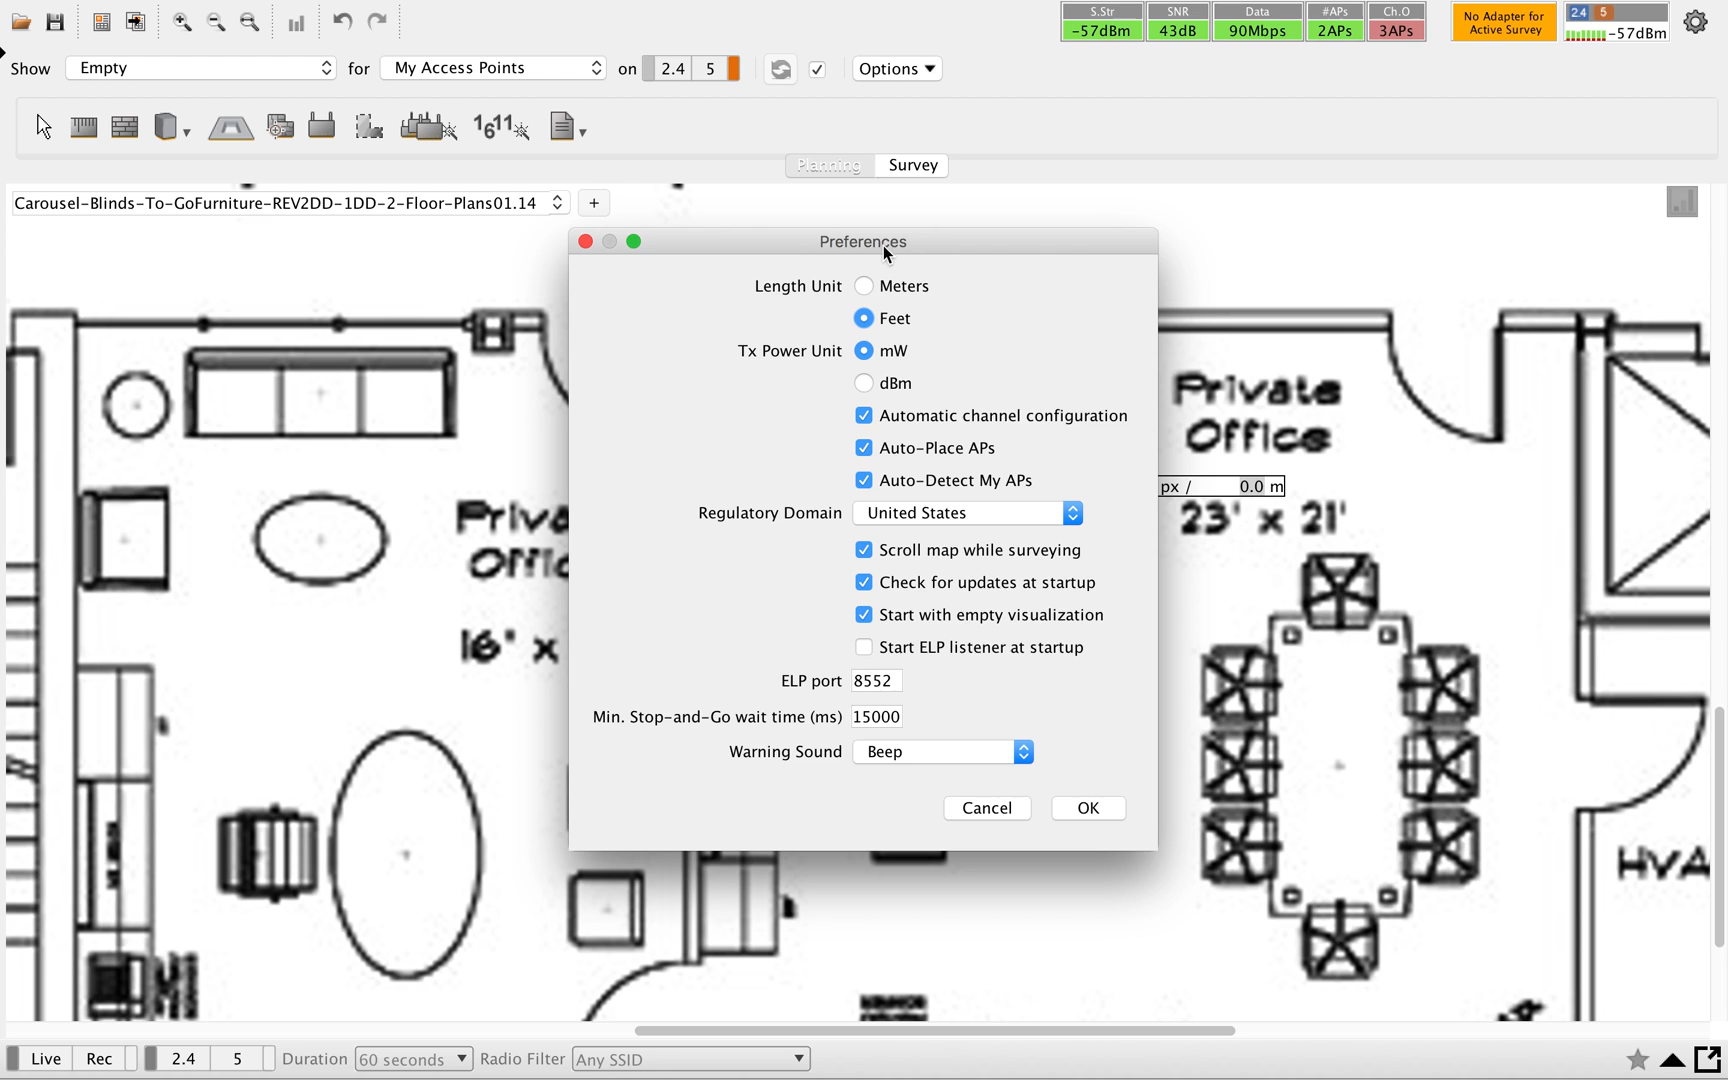 S.Str
SNR
Data
#APs
Ch.O
-57dBm
43dB
90Mbps
2APs
3APs
No Adapter for
Active Survey
2.4 5
-57dBm
Show Empty for My Access Points on 2.4 5 Options
1611
Planning Survey
Carousel-Blinds-To-GoFurniture-REV2DD-1DD-2-Floor-Plans01.14 +
Preferences
Length Unit Meters
Feet
Tx Power Unit mW
dBm
Automatic channel configuration
Auto-Place APs
Auto-Detect My APs
Regulatory Domain United States
Scroll map while surveying
Check for updates at startup
Start with empty visualization
Start ELP listener at startup
ELP port 8552
Min. Stop-and-Go wait time (ms) 15000
Warning Sound Beep
Cancel OK
Priva
Offic
16' x
Private
Office
px / 0.0 m
23' x 21'
HVA
Live Rec 2.4 5 Duration 60 seconds Radio Filter Any SSID